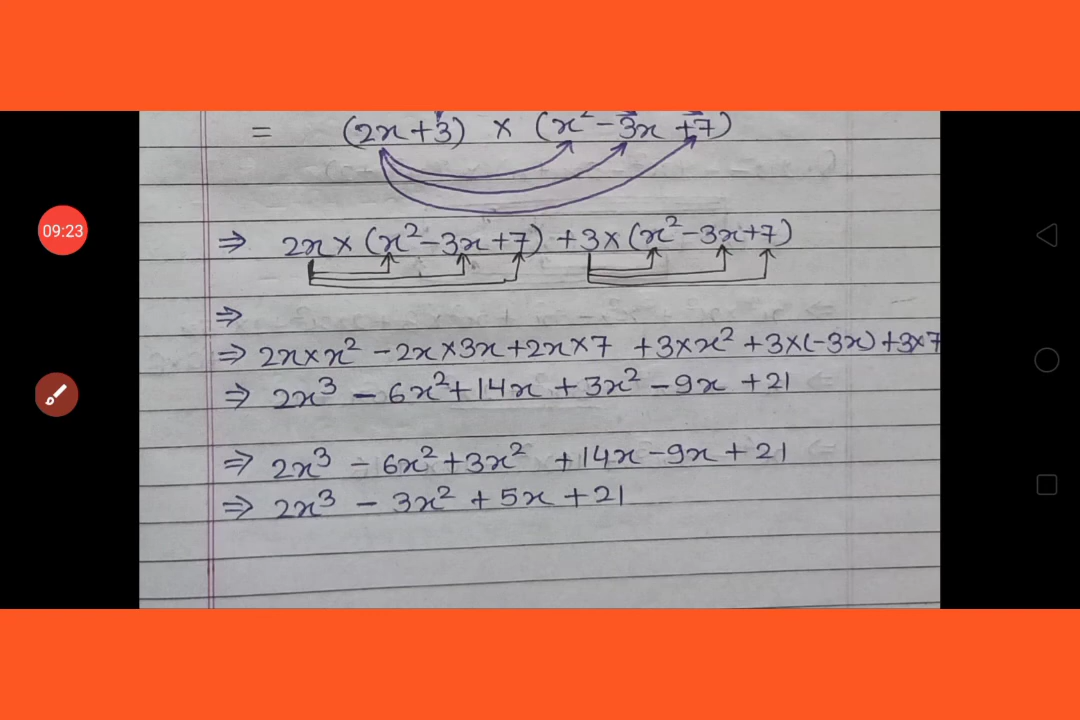 = (2x+3) × (x²-3x+7)
09:23
⇒ 2x×(x²-3x+7)+3×(x²-3x+7)
⇒
⇒ 2x×x² -2x×3x+2x×7 +3×x²+3×(-3x)+3×7
⇒ 2x³ - 6x²+14x + 3x² -9x +21
⇒ 2x³ - 6x²+3x² +14x-9x+21
⇒ 2x³ - 3x² +5x+21